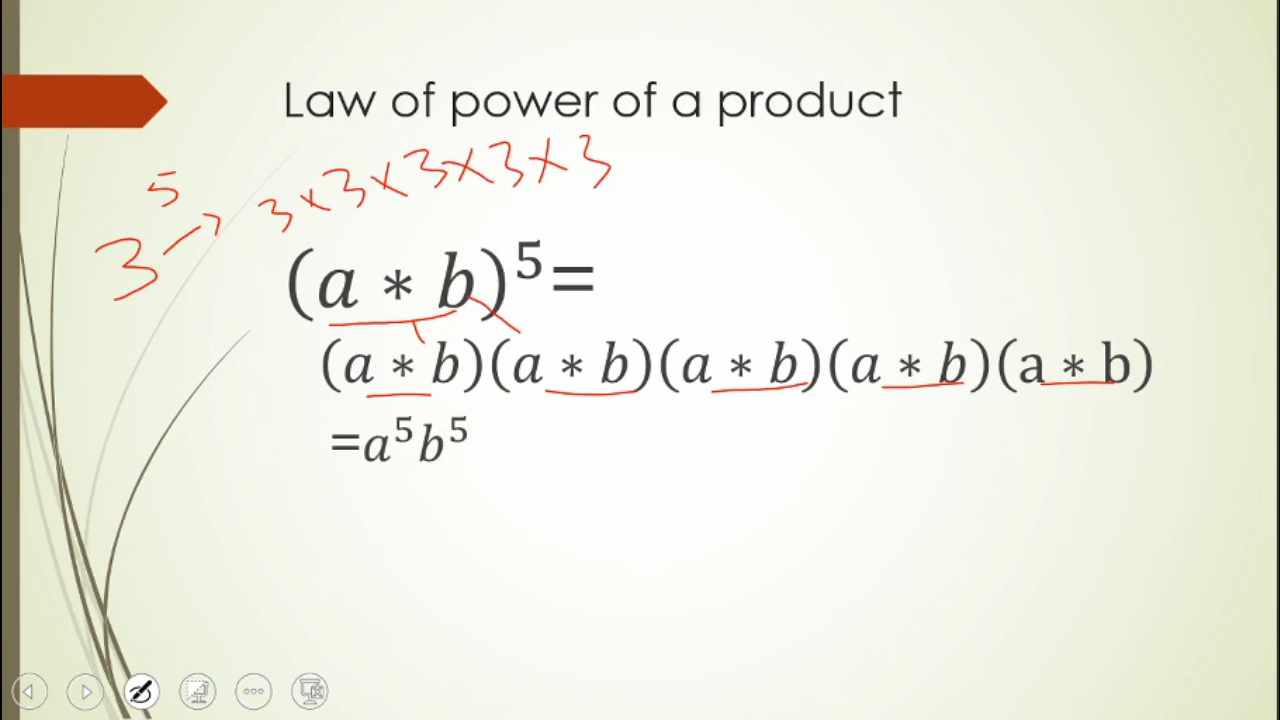 Law of power of a product
3⁵ → 3×3×3×3×3
(a ∗ b)⁵=
(a ∗ b)(a ∗ b)(a ∗ b)(a ∗ b)(a ∗ b)
=a⁵b⁵